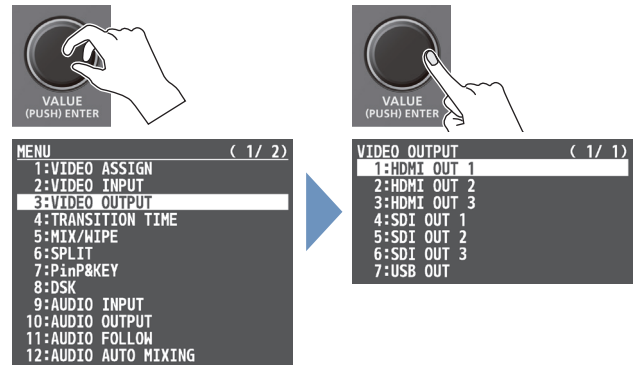 VALUE
(PUSH) ENTER
MENU ( 1/ 2)
1:VIDEO ASSIGN
2:VIDEO INPUT
3:VIDEO OUTPUT
4:TRANSITION TIME
5:MIX/WIPE
6:SPLIT
7:PinP&KEY
8:DSK
9:AUDIO INPUT
10:AUDIO OUTPUT
11:AUDIO FOLLOW
12:AUDIO AUTO MIXING
VALUE
(PUSH) ENTER
VIDEO OUTPUT ( 1/ 1)
1:HDMI OUT 1
2:HDMI OUT 2
3:HDMI OUT 3
4:SDI OUT 1
5:SDI OUT 2
6:SDI OUT 3
7:USB OUT